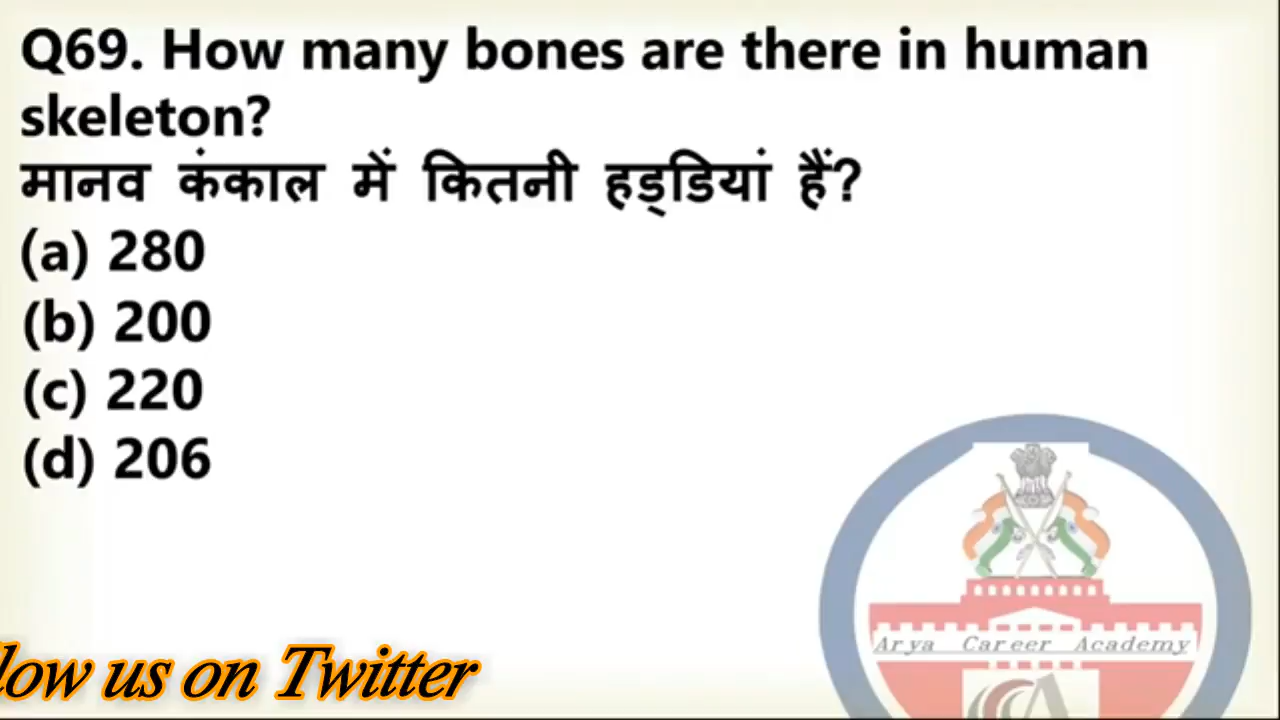 Q69. How many bones are there in human
skeleton?
मानव कंकाल में कितनी हड्डियां हैं?
(a) 280
(b) 200
(c) 220
(d) 206
Arya Career Academy
low us on Twitter